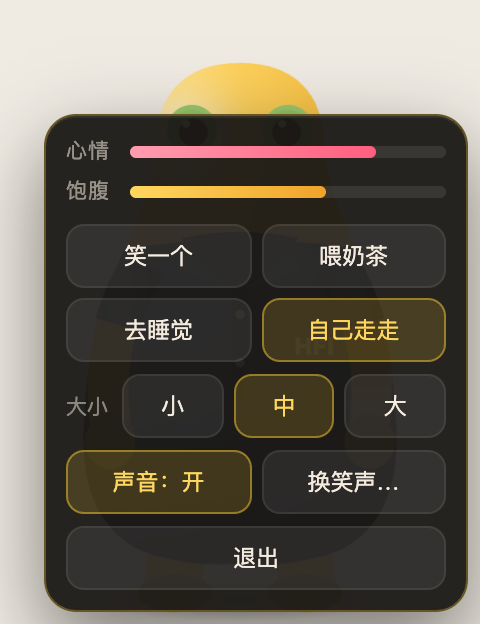 心情
饱腹
笑一个 喂奶茶
去睡觉 自己走走
大小 小 中 大
声音：开 换笑声…
退出